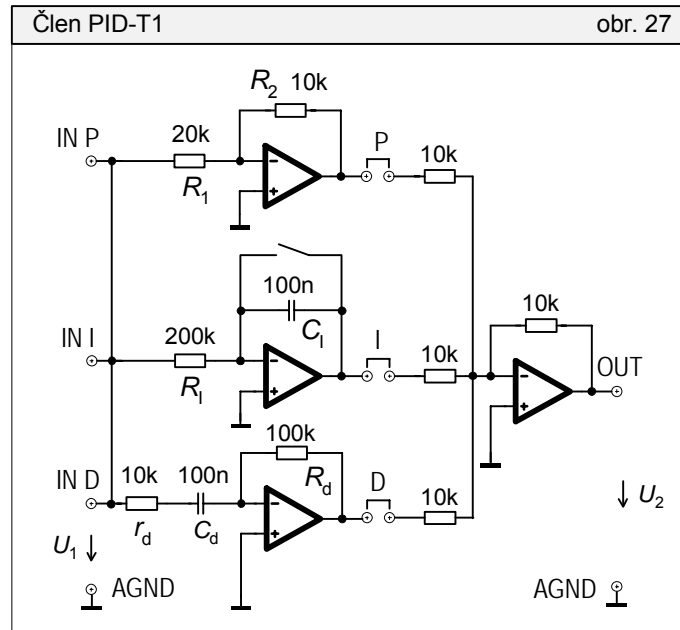 Člen PID-T1 obr. 27
R2 10k
IN P 20k P 10k
R1
100n
CI
10k
IN I 200k I 10k OUT
RI
100k
IN D 10k 100n Rd D 10k
rd Cd
U1 U2
AGND AGND